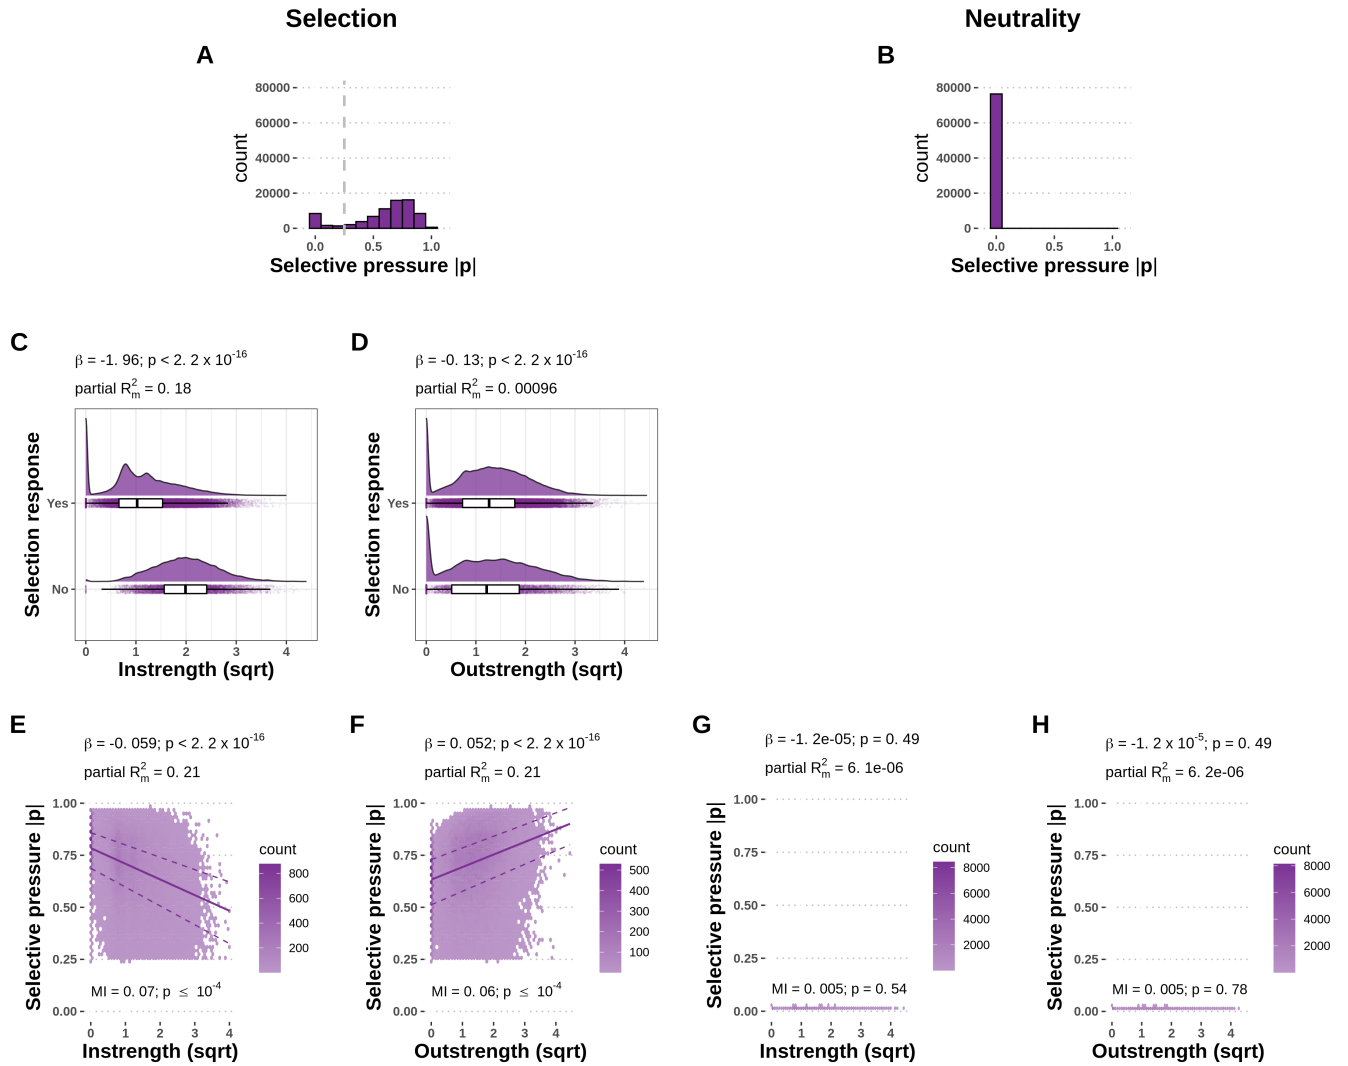 Selection
Neutrality
A
80000
60000
40000
20000
0
count
0.0 0.5 1.0
Selective pressure |p|
B
80000
60000
40000
20000
0
count
0.0 0.5 1.0
Selective pressure |p|
C
β = -1. 96; p < 2. 2 x 10^-16
partial R²m = 0. 18
Selection response
Yes
No
0 1 2 3 4
Instrength (sqrt)
D
β = -0. 13; p < 2. 2 x 10^-16
partial R²m = 0. 00096
Selection response
Yes
No
0 1 2 3 4
Outstrength (sqrt)
E
β = -0. 059; p < 2. 2 x 10^-16
partial R²m = 0. 21
Selective pressure |p|
1.00
0.75
0.50
0.25
0.00
MI = 0. 07; p ≤ 10^-4
0 1 2 3 4
Instrength (sqrt)
count
800
600
400
200
F
β = 0. 052; p < 2. 2 x 10^-16
partial R²m = 0. 21
Selective pressure |p|
1.00
0.75
0.50
0.25
0.00
MI = 0. 06; p ≤ 10^-4
0 1 2 3 4
Outstrength (sqrt)
count
500
400
300
200
100
G
β = -1. 2e-05; p = 0. 49
partial R²m = 6. 1e-06
Selective pressure |p|
1.00
0.75
0.50
0.25
0.00
MI = 0. 005; p = 0. 54
0 1 2 3 4
Instrength (sqrt)
count
8000
6000
4000
2000
H
β = -1. 2 x 10^-5; p = 0. 49
partial R²m = 6. 2e-06
Selective pressure |p|
1.00
0.75
0.50
0.25
0.00
MI = 0. 005; p = 0. 78
0 1 2 3 4
Outstrength (sqrt)
count
8000
6000
4000
2000